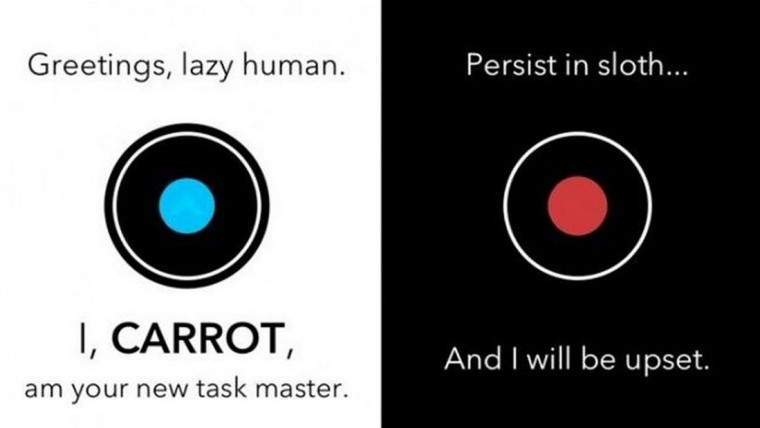 Greetings, lazy human.
I, CARROT,
am your new task master.
Persist in sloth...
And I will be upset.